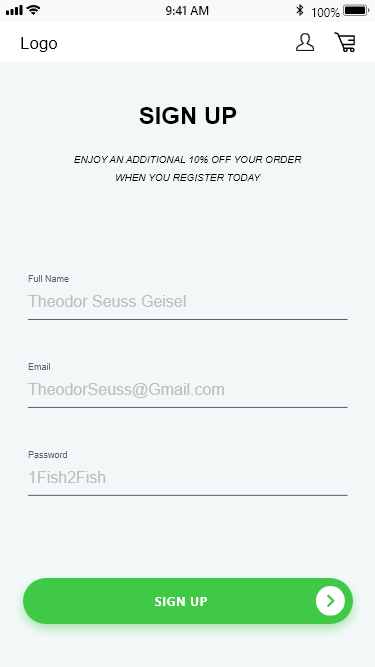 9:41 AM 100%
Logo
SIGN UP
ENJOY AN ADDITIONAL 10% OFF YOUR ORDER
WHEN YOU REGISTER TODAY
Full Name
Theodor Seuss Geisel
Email
TheodorSeuss@Gmail.com
Password
1Fish2Fish
SIGN UP